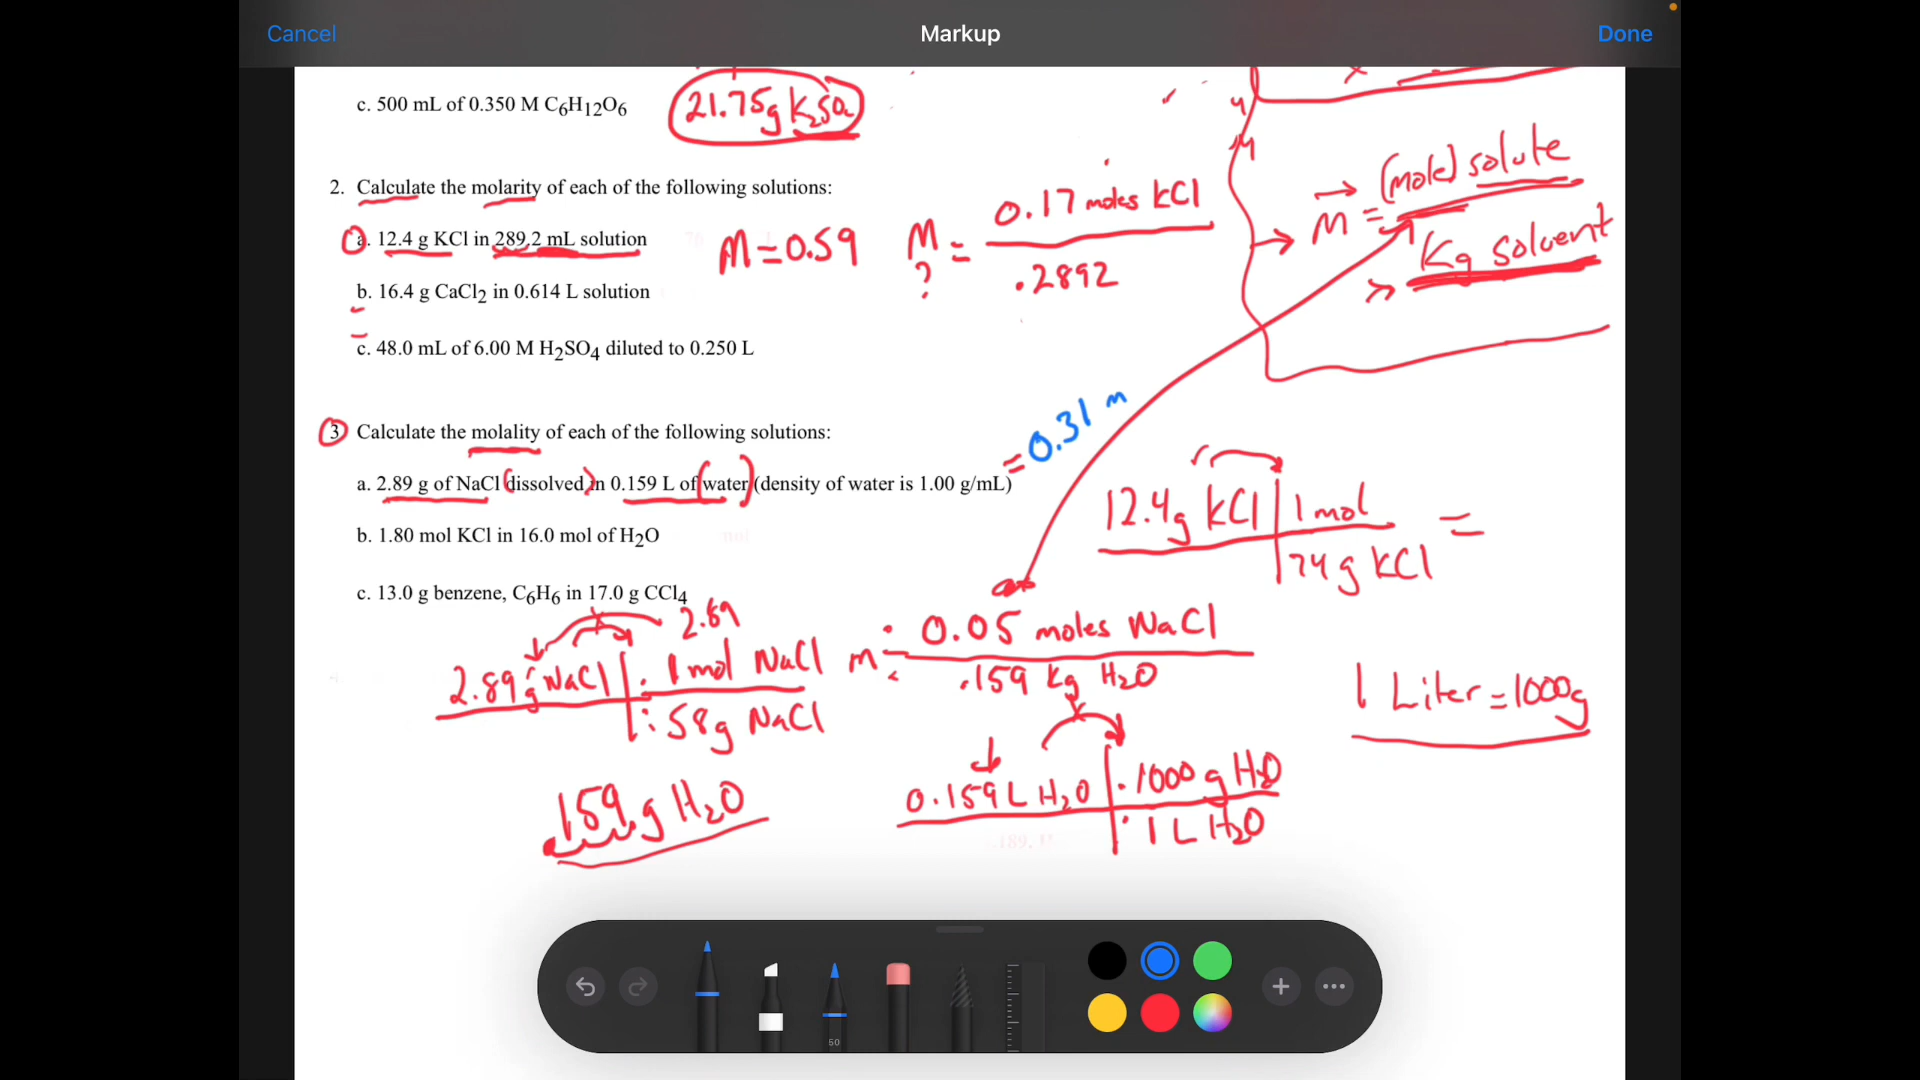 Cancel
Markup
Done
c. 500 mL of 0.350 M C6H12O6
21.75g K2SO4
2. Calculate the molarity of each of the following solutions:
a. 12.4 g KCl in 289.2 mL solution
M=0.59
M = 0.17 moles KCl
?
.2892
M = (mole) solute
Kg solvent
b. 16.4 g CaCl2 in 0.614 L solution
c. 48.0 mL of 6.00 M H2SO4 diluted to 0.250 L
= 0.31 m
3 Calculate the molality of each of the following solutions:
a. 2.89 g of NaCl (dissolved) in 0.159 L of (water) (density of water is 1.00 g/mL)
12.4g KCl | 1 mol =
74g KCl
b. 1.80 mol KCl in 16.0 mol of H2O
c. 13.0 g benzene, C6H6 in 17.0 g CCl4
2.89
2.89g NaCl | 1 mol NaCl
58g NaCl
m = 0.05 moles NaCl
.159 Kg H2O
1 Liter = 1000g
159. g H2O
0.159 L H2O | 1000 g H2O
1 L H2O
50